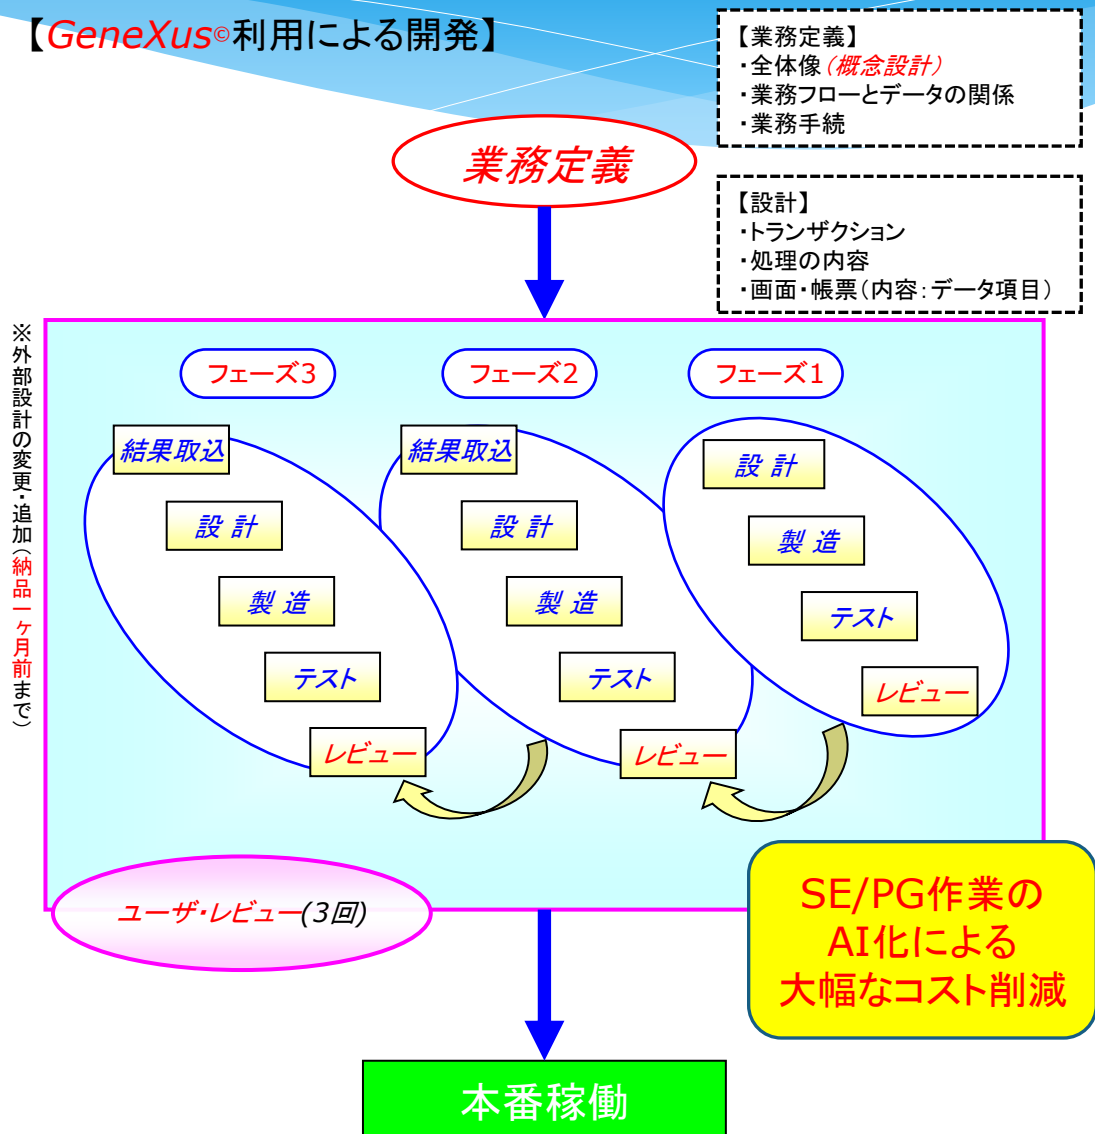 【GeneXus©利用による開発】
【業務定義】
・全体像(概念設計)
・業務フローとデータの関係
・業務手続
業務定義
【設計】
・トランザクション
・処理の内容
・画面・帳票(内容:データ項目)
※外部設計の変更・追加(納品一ヶ月前まで)
フェーズ3
フェーズ2
フェーズ1
結果取込
設 計
製 造
テスト
レビュー
結果取込
設 計
製 造
テスト
レビュー
設 計
製 造
テスト
レビュー
ユーザ・レビュー(3回)
SE/PG作業の
AI化による
大幅なコスト削減
本番稼働